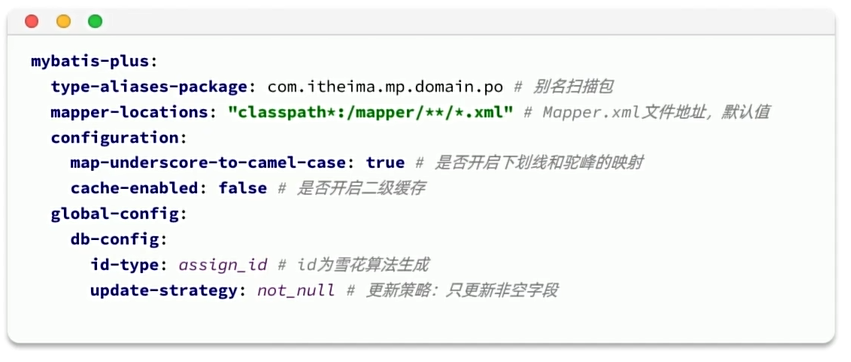 mybatis-plus:
  type-aliases-package: com.itheima.mp.domain.po # 别名扫描包
  mapper-locations: "classpath*:/mapper/**/*.xml" # Mapper.xml文件地址，默认值
  configuration:
    map-underscore-to-camel-case: true # 是否开启下划线和驼峰的映射
    cache-enabled: false # 是否开启二级缓存
  global-config:
    db-config:
      id-type: assign_id # id为雪花算法生成
      update-strategy: not_null # 更新策略：只更新非空字段